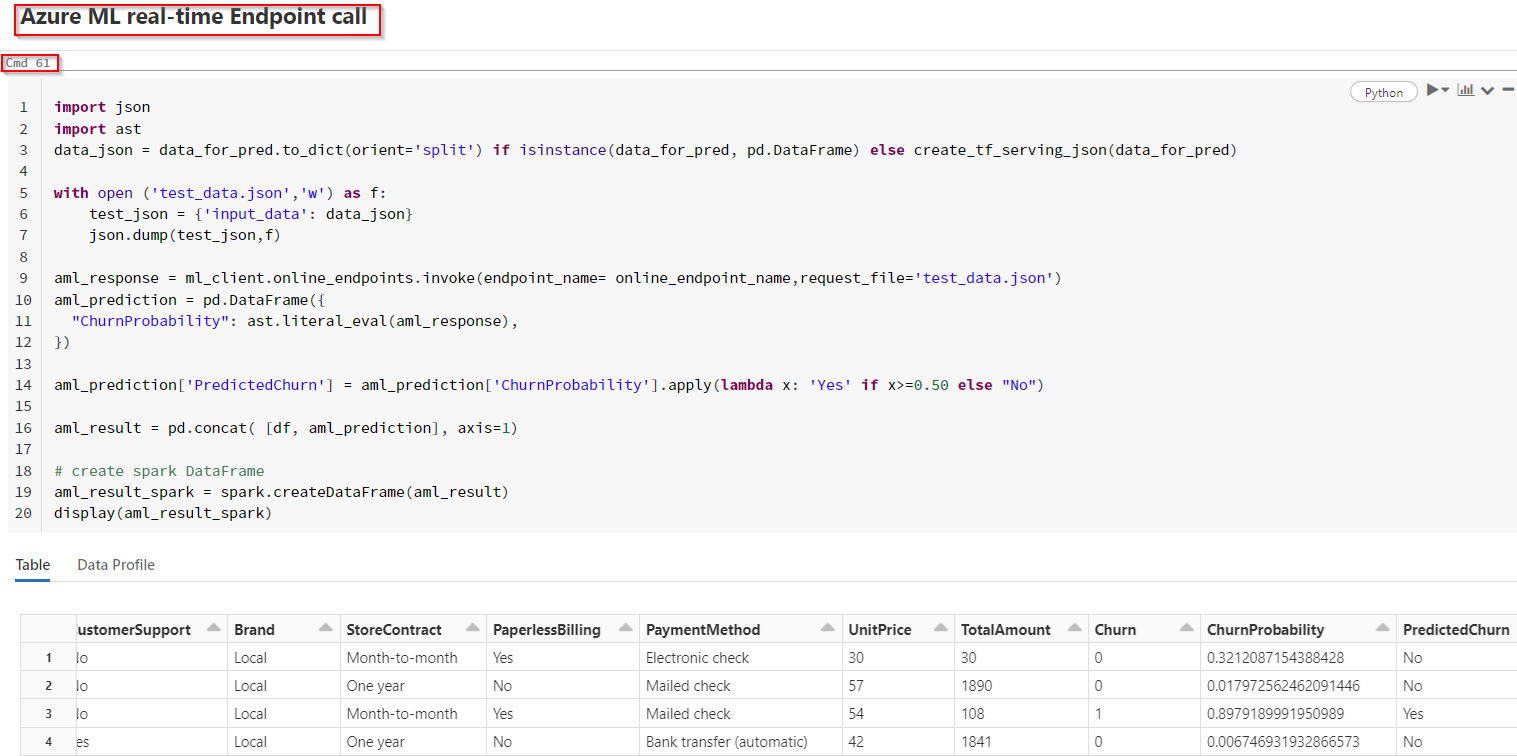 Azure ML real-time Endpoint call
Cmd 61
Python
1 import json
2 import ast
3 data_json = data_for_pred.to_dict(orient='split') if isinstance(data_for_pred, pd.DataFrame) else create_tf_serving_json(data_for_pred)
4
5 with open ('test_data.json','w') as f:
6     test_json = {'input_data': data_json}
7     json.dump(test_json,f)
8
9 aml_response = ml_client.online_endpoints.invoke(endpoint_name= online_endpoint_name,request_file='test_data.json')
10 aml_prediction = pd.DataFrame({
11   "ChurnProbability": ast.literal_eval(aml_response),
12 })
13
14 aml_prediction['PredictedChurn'] = aml_prediction['ChurnProbability'].apply(lambda x: 'Yes' if x>=0.50 else "No")
15
16 aml_result = pd.concat( [df, aml_prediction], axis=1)
17
18 # create spark DataFrame
19 aml_result_spark = spark.createDataFrame(aml_result)
20 display(aml_result_spark)
Table Data Profile
ustomerSupport Brand StoreContract PaperlessBilling PaymentMethod UnitPrice TotalAmount Churn ChurnProbability PredictedChurn
1 No Local Month-to-month Yes Electronic check 30 30 0 0.3212087154388428 No
2 No Local One year No Mailed check 57 1890 0 0.017972562462091446 No
3 No Local Month-to-month Yes Mailed check 54 108 1 0.8979189991950989 Yes
4 es Local One year No Bank transfer (automatic) 42 1841 0 0.006746931932866573 No